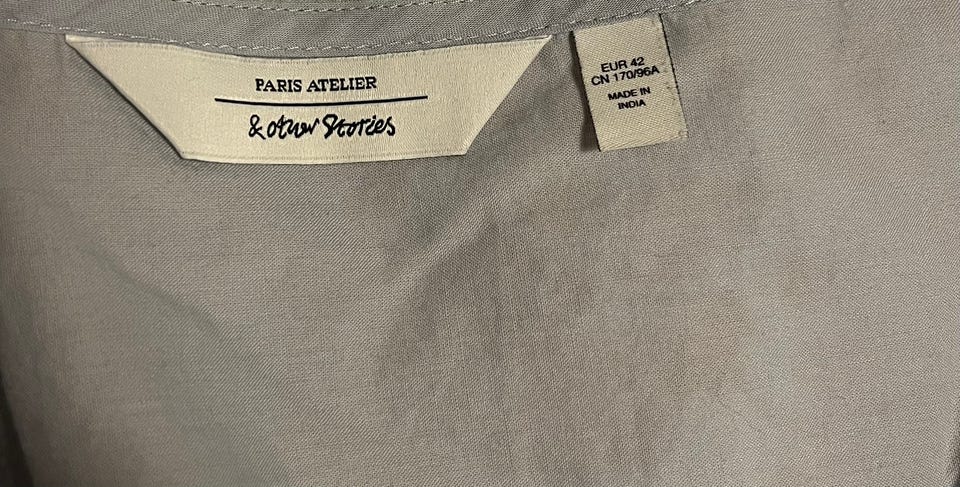 PARIS ATELIER
& other Stories
EUR 42
CN 170/96A
MADE IN
INDIA